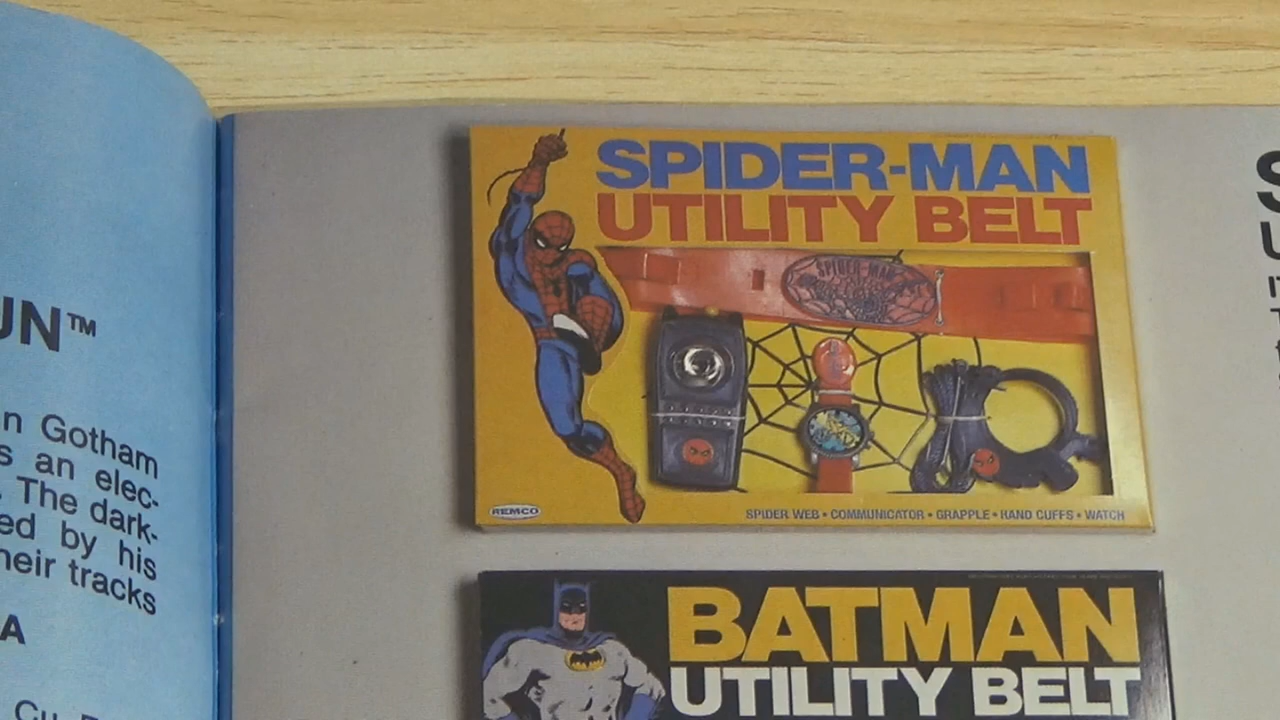 UN™
n Gotham
s an elec-
. The dark-
ed by his
heir tracks
A
SPIDER-MAN
UTILITY BELT
SPIDER-MAN
REMCO
SPIDER WEB • COMMUNICATOR • GRAPPLE • HAND CUFFS • WATCH
BATMAN
UTILITY BELT